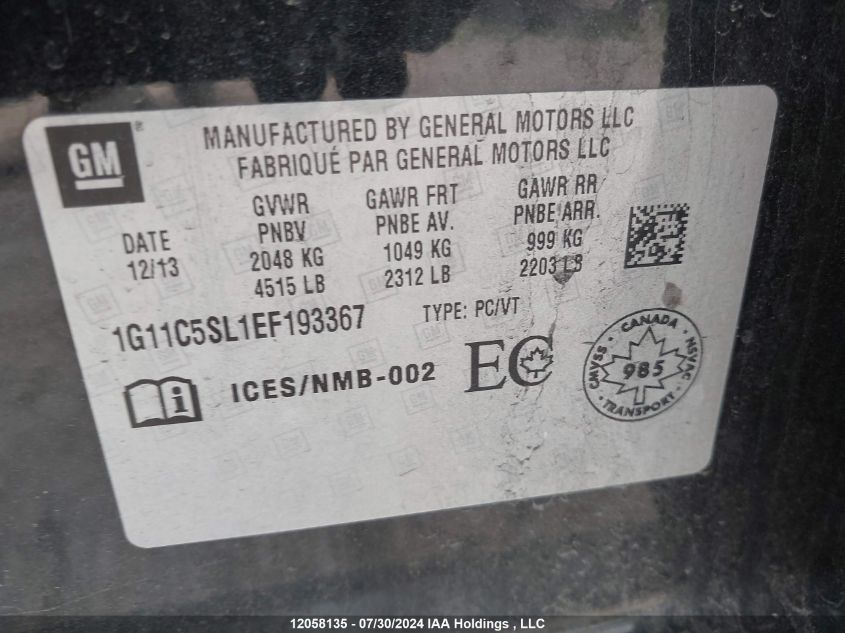 GM
MANUFACTURED BY GENERAL MOTORS LLC
FABRIQUÉ PAR GENERAL MOTORS LLC
DATE
12/13
GVWR
PNBV
2048 KG
4515 LB
GAWR FRT
PNBE AV.
1049 KG
2312 LB
GAWR RR
PNBE ARR.
999 KG
2203 LB
1G11C5SL1EF193367
TYPE: PC/VT
i ICES/NMB-002
EC
CANADA
CMVSS 985 NSVAC
TRANSPORT
12058135 - 07/30/2024 IAA Holdings , LLC